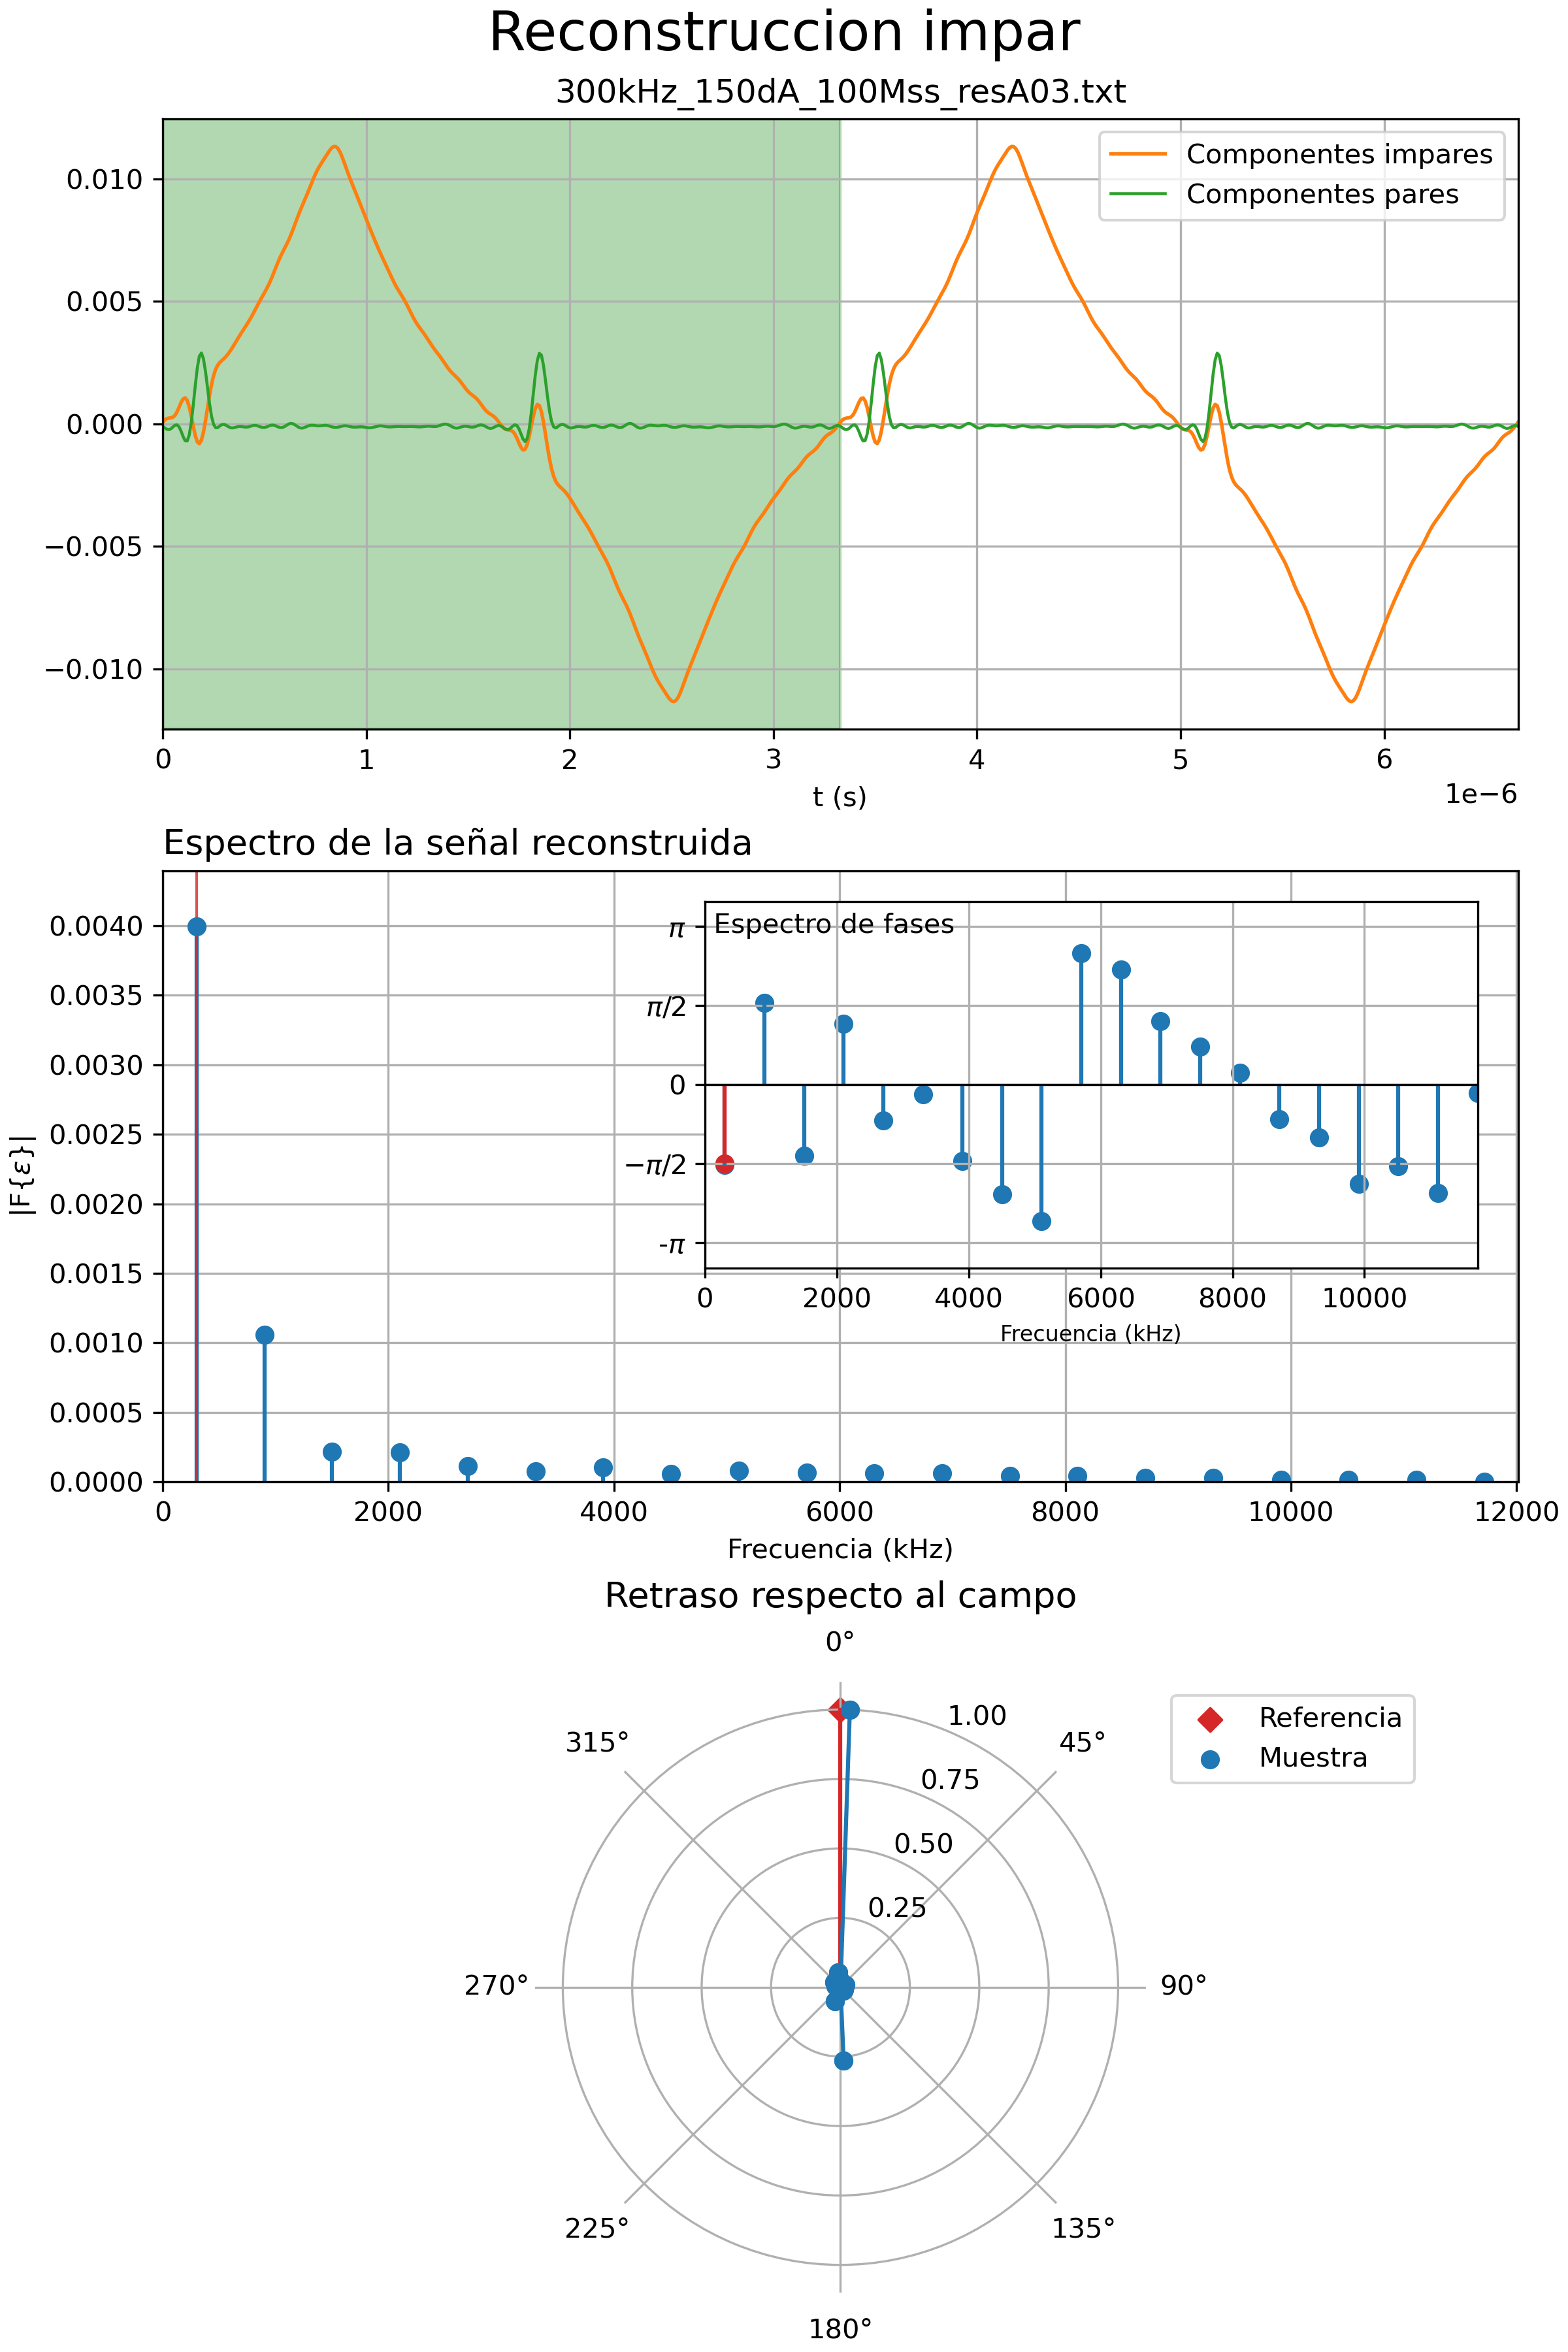 Reconstruccion impar
300kHz_150dA_100Mss_resA03.txt
Componentes impares
Componentes pares
0.010
0.005
0.000
−0.005
−0.010
0 1 2 3 4 5 6
t (s)
1e−6
Espectro de la señal reconstruida
|F{ε}|
0.0040
0.0035
0.0030
0.0025
0.0020
0.0015
0.0010
0.0005
0.0000
Espectro de fases
π
π/2
0
−π/2
-π
0 2000 4000 6000 8000 10000
Frecuencia (kHz)
0 2000 4000 6000 8000 10000 12000
Frecuencia (kHz)
Retraso respecto al campo
0°
45°
90°
135°
180°
225°
270°
315°
1.00
0.75
0.50
0.25
Referencia
Muestra